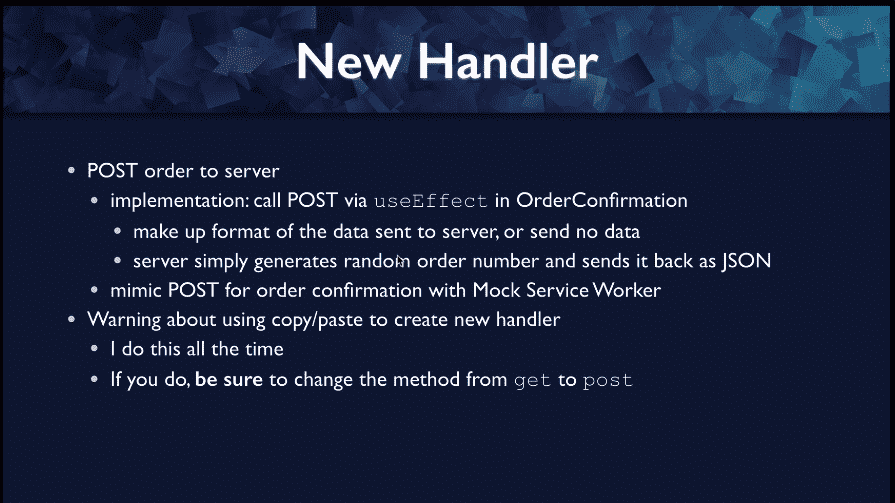 New Handler
• POST order to server
• implementation: call POST via useEffect in OrderConfirmation
• make up format of the data sent to server, or send no data
• server simply generates random order number and sends it back as JSON
• mimic POST for order confirmation with Mock Service Worker
• Warning about using copy/paste to create new handler
• I do this all the time
• If you do, be sure to change the method from get to post